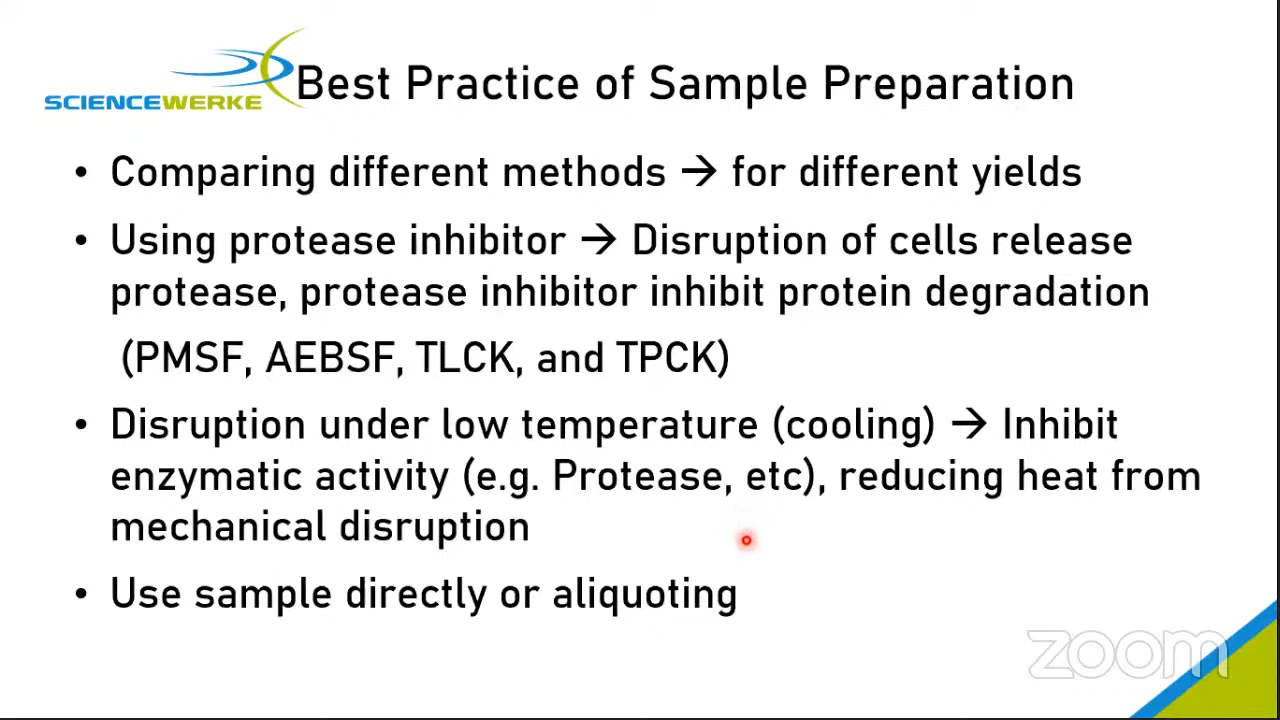 SCIENCEWERKE
Best Practice of Sample Preparation
• Comparing different methods → for different yields
• Using protease inhibitor → Disruption of cells release
protease, protease inhibitor inhibit protein degradation
(PMSF, AEBSF, TLCK, and TPCK)
• Disruption under low temperature (cooling) → Inhibit
enzymatic activity (e.g. Protease, etc), reducing heat from
mechanical disruption
• Use sample directly or aliquoting
zoom